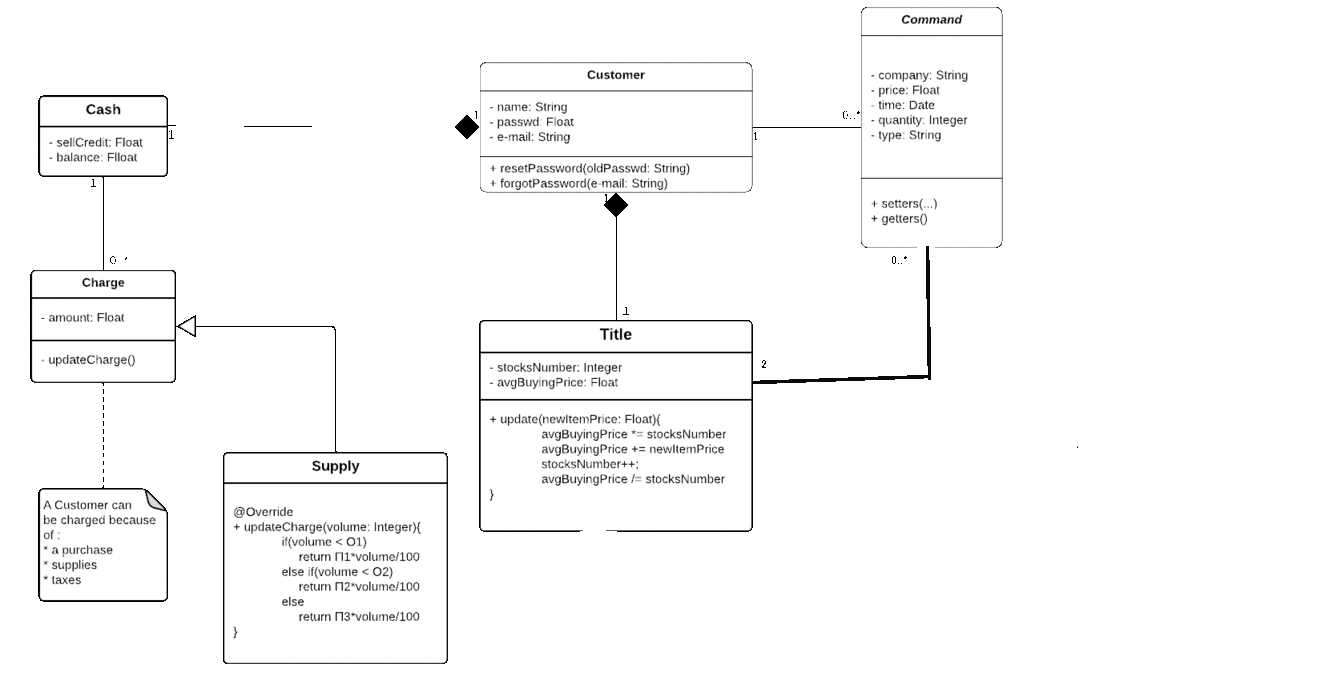 Command
- company: String
- price: Float
- time: Date
- quantity: Integer
- type: String
+ setters(...)
+ getters()
0..*
0..*
Customer
- name: String
- passwd: Float
- e-mail: String
+ resetPassword(oldPasswd: String)
+ forgotPassword(e-mail: String)
1
1
1
Cash
- sellCredit: Float
- balance: Flloat
1
1
0 .*
Charge
- amount: Float
- updateCharge()
A Customer can
be charged because
of :
* a purchase
* supplies
* taxes
Supply
@Override
+ updateCharge(volume: Integer){
if(volume < O1)
return Π1*volume/100
else if(volume < O2)
return Π2*volume/100
else
return Π3*volume/100
}
1
Title
- stocksNumber: Integer
- avgBuyingPrice: Float
+ update(newItemPrice: Float){
avgBuyingPrice *= stocksNumber
avgBuyingPrice += newItemPrice
stocksNumber++;
avgBuyingPrice /= stocksNumber
}
2